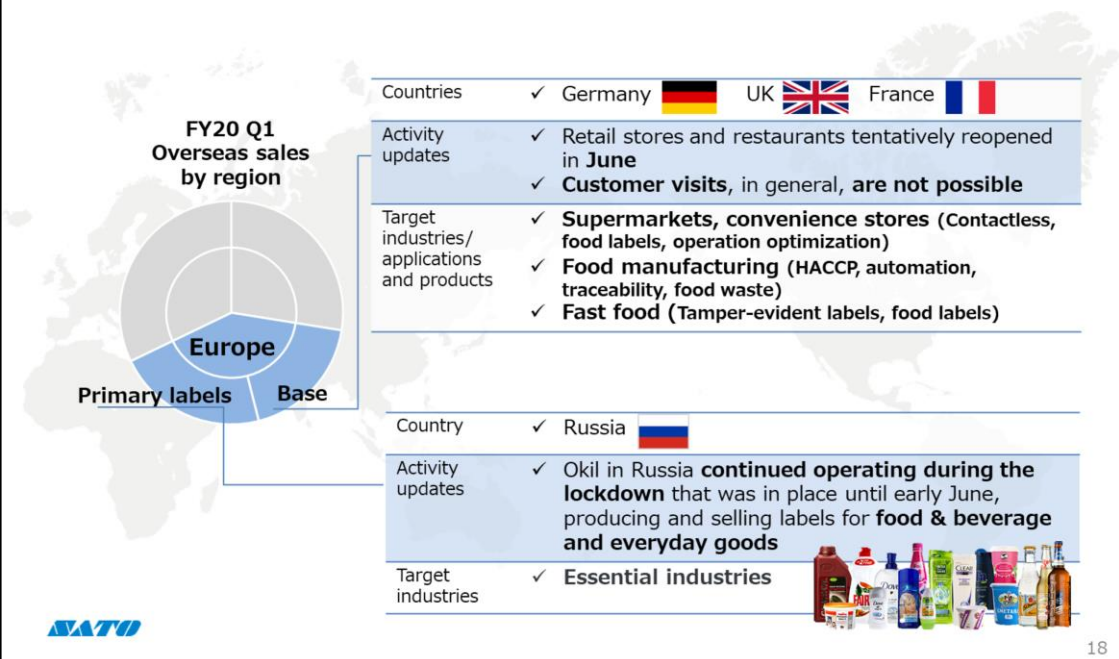 FY20 Q1
Overseas sales
by region
Europe
Primary labels
Base
Countries
✓ Germany
UK
France
Activity
updates
✓ Retail stores and restaurants tentatively reopened
in June
✓ Customer visits, in general, are not possible
Target
industries/
applications
and products
✓ Supermarkets, convenience stores (Contactless,
food labels, operation optimization)
✓ Food manufacturing (HACCP, automation,
traceability, food waste)
✓ Fast food (Tamper-evident labels, food labels)
Country
✓ Russia
Activity
updates
✓ Okil in Russia continued operating during the
lockdown that was in place until early June,
producing and selling labels for food & beverage
and everyday goods
Target
industries
✓ Essential industries
CLEAR
Dove
FAIR
SATO
18